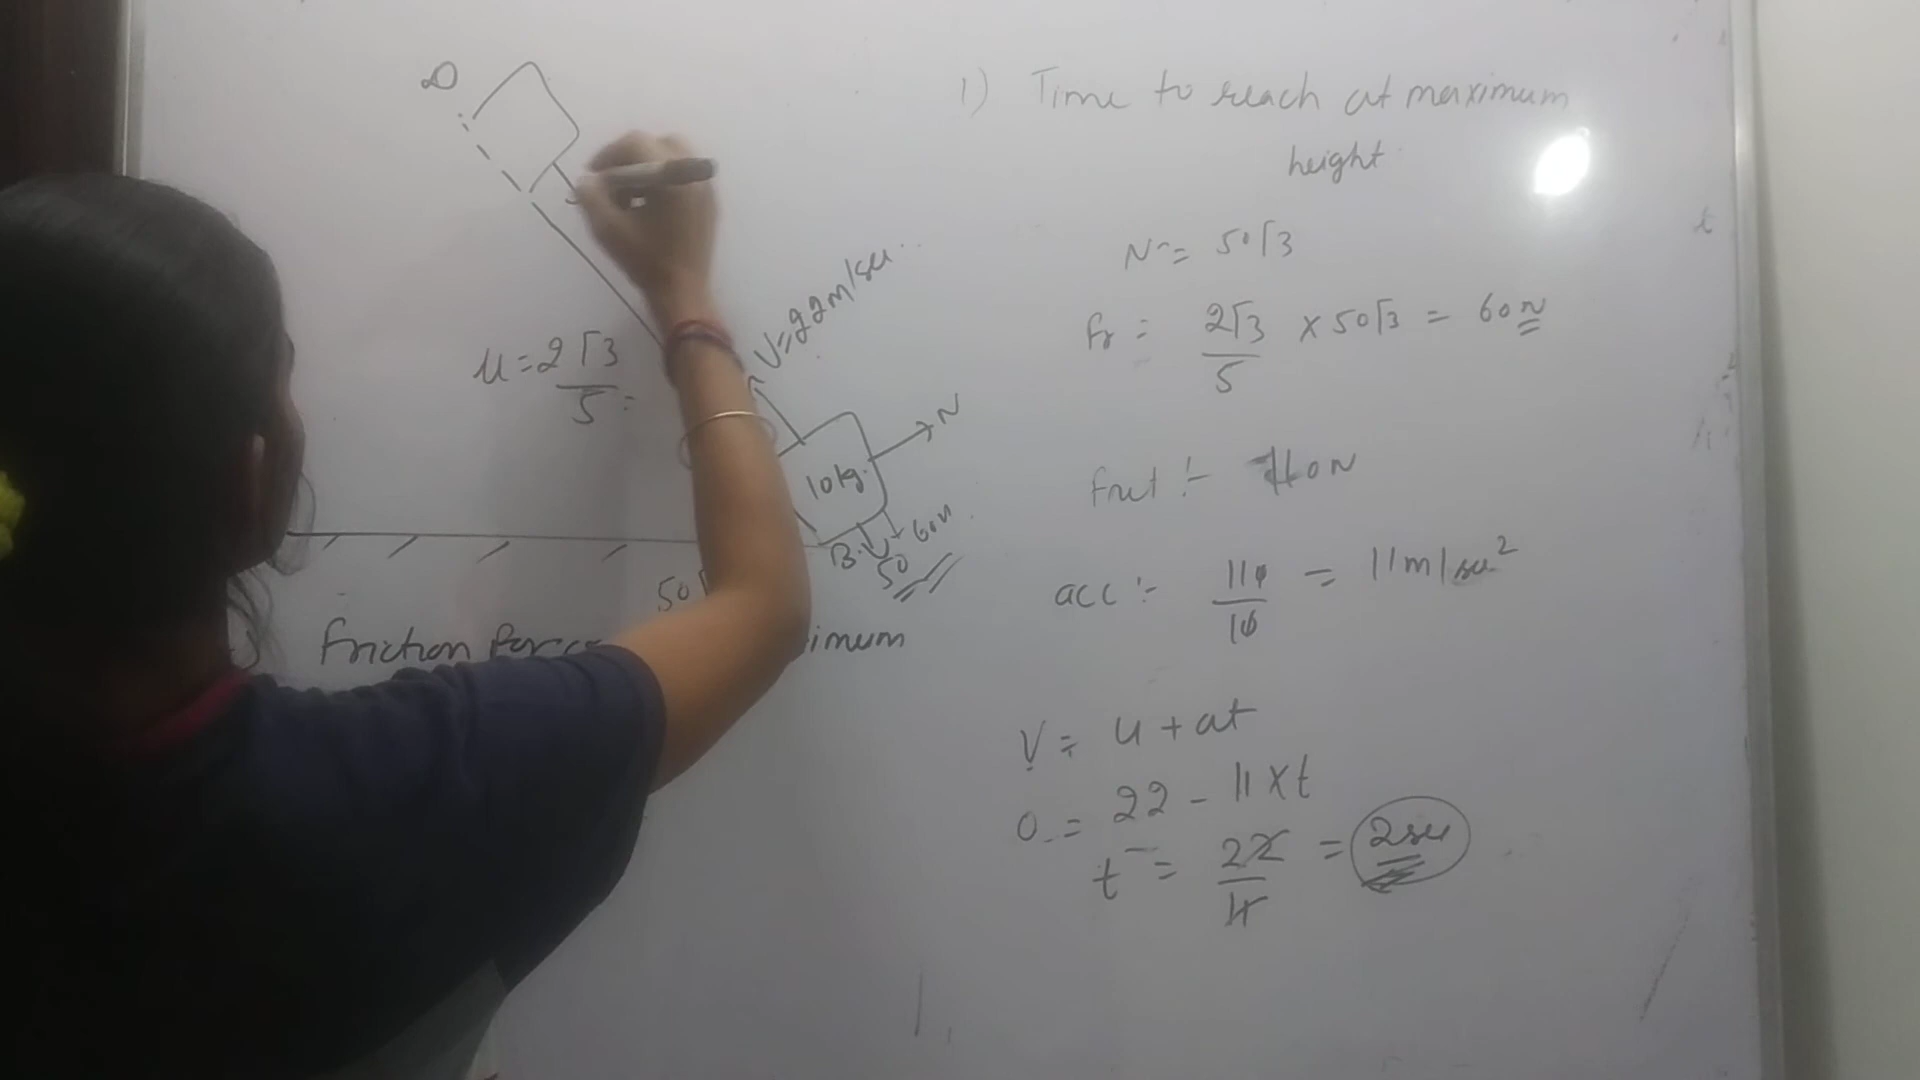 D
V=22m/sec
μ=2√3
5
N
10kg
B
50
60N
50
Friction
1) Time to reach at maximum
height
N = 50√3
fr = 2√3 × 50√3 = 60N
5
Fnet :- 110N
acc :- 110 = 11m/sec²
10
V = u + at
0 = 22 - 11 × t
t = 22 = 2sec
11